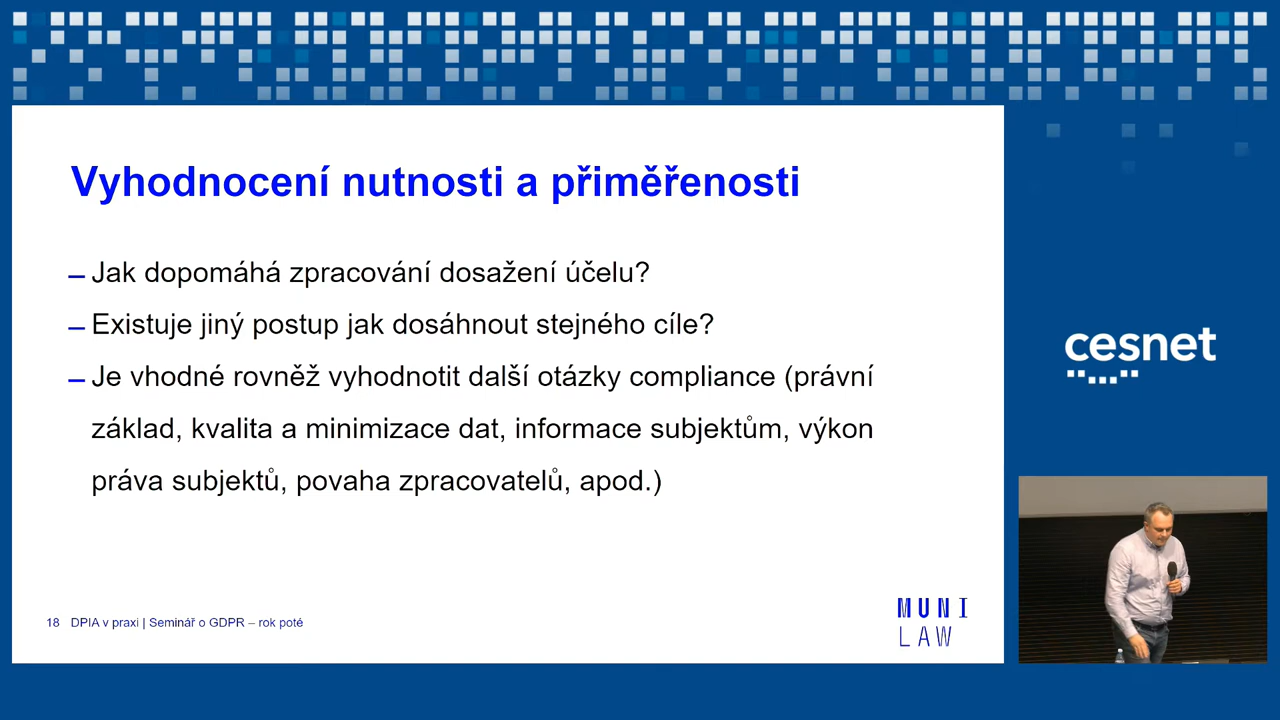 Vyhodnocení nutnosti a přiměřenosti
– Jak dopomáhá zpracování dosažení účelu?
– Existuje jiný postup jak dosáhnout stejného cíle?
– Je vhodné rovněž vyhodnotit další otázky compliance (právní
základ, kvalita a minimizace dat, informace subjektům, výkon
práva subjektů, povaha zpracovatelů, apod.)
18 DPIA v praxi | Seminář o GDPR – rok poté
MUNI
LAW
cesnet